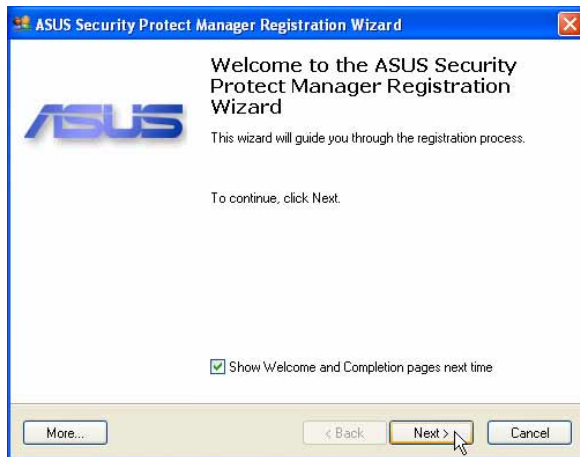 ASUS Security Protect Manager Registration Wizard
ASUS
Welcome to the ASUS Security
Protect Manager Registration
Wizard
This wizard will guide you through the registration process.
To continue, click Next.
Show Welcome and Completion pages next time
More...
< Back
Next >
Cancel